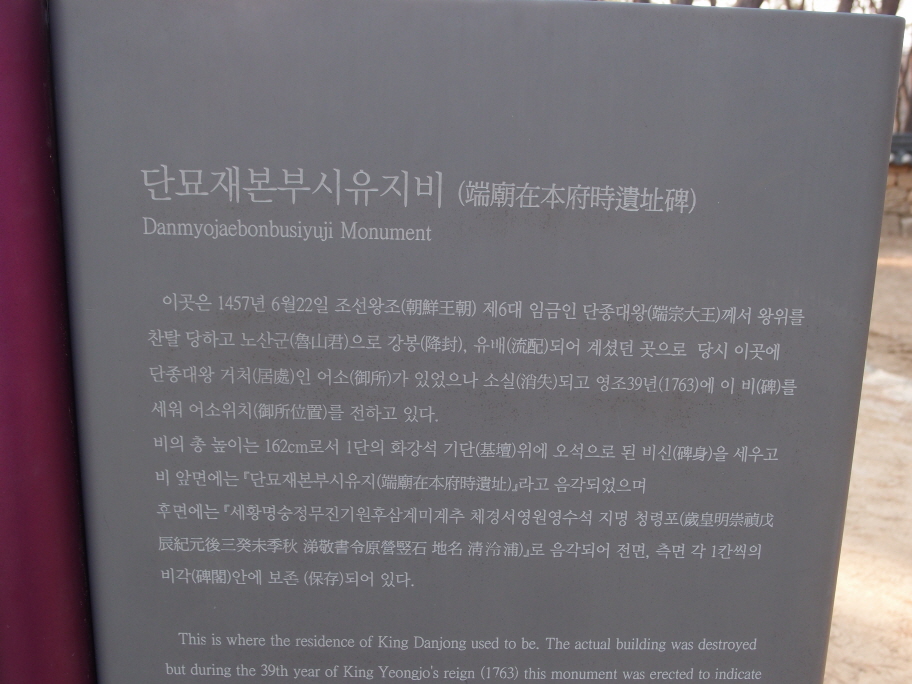 단묘재본부시유지비 (端廟在本府時遺址碑)
Danmyojaebonbusiyuji Monument
이곳은 1457년 6월22일 조선왕조(朝鮮王朝) 제6대 임금인 단종대왕(端宗大王)께서 왕위를
찬탈 당하고 노산군(魯山君)으로 강봉(降封), 유배(流配)되어 계셨던 곳으로 당시 이곳에
단종대왕 거처(居處)인 어소(御所)가 있었으나 소실(消失)되고 영조39년(1763)에 이 비(碑)를
세워 어소위치(御所位置)를 전하고 있다.
비의 총 높이는 162cm로서 1단의 화강석 기단(基壇)위에 오석으로 된 비신(碑身)을 세우고
비 앞면에는 『단묘재본부시유지(端廟在本府時遺址)』라고 음각되었으며
후면에는 『세황명숭정무진기원후삼계미계추 체경서영원영수석 지명 청령포(歲皇明崇禎戊
辰紀元後三癸未季秋 涕敬書令原營竪石 地名 淸泠浦)』로 음각되어 전면, 측면 각 1칸씩의
비각(碑閣)안에 보존 (保存)되어 있다.
This is where the residence of King Danjong used to be. The actual building was destroyed
but during the 39th year of King Yeongjo's reign (1763) this monument was erected to indicate